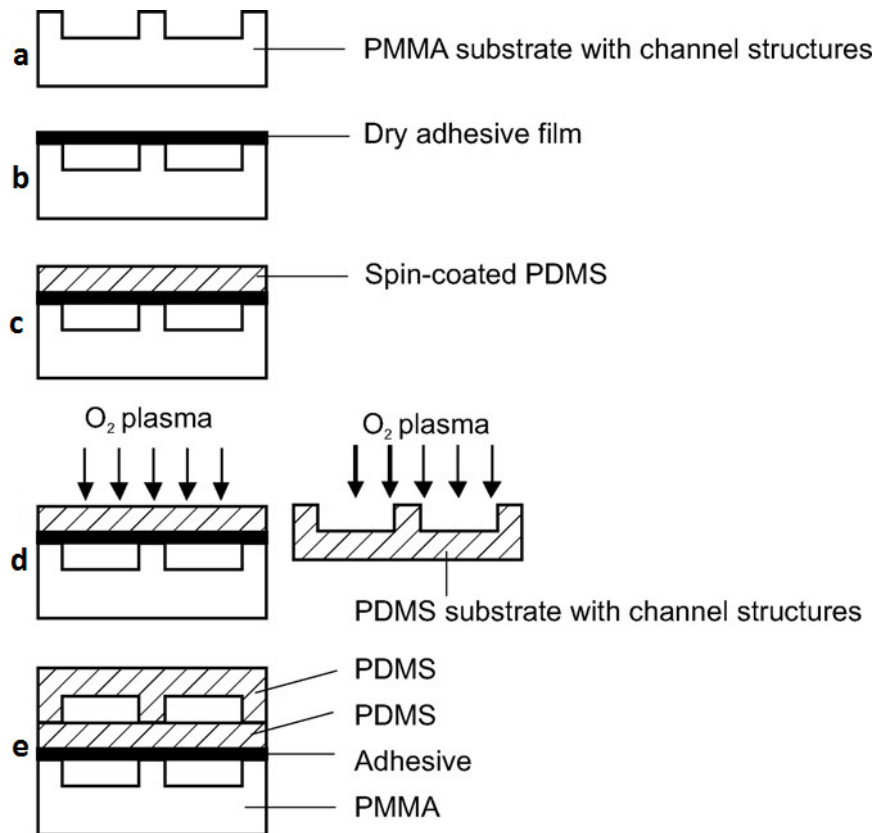 a
PMMA substrate with channel structures
Dry adhesive film
b
Spin-coated PDMS
c
O₂ plasma
O₂ plasma
d
PDMS substrate with channel structures
PDMS
PDMS
e
Adhesive
PMMA